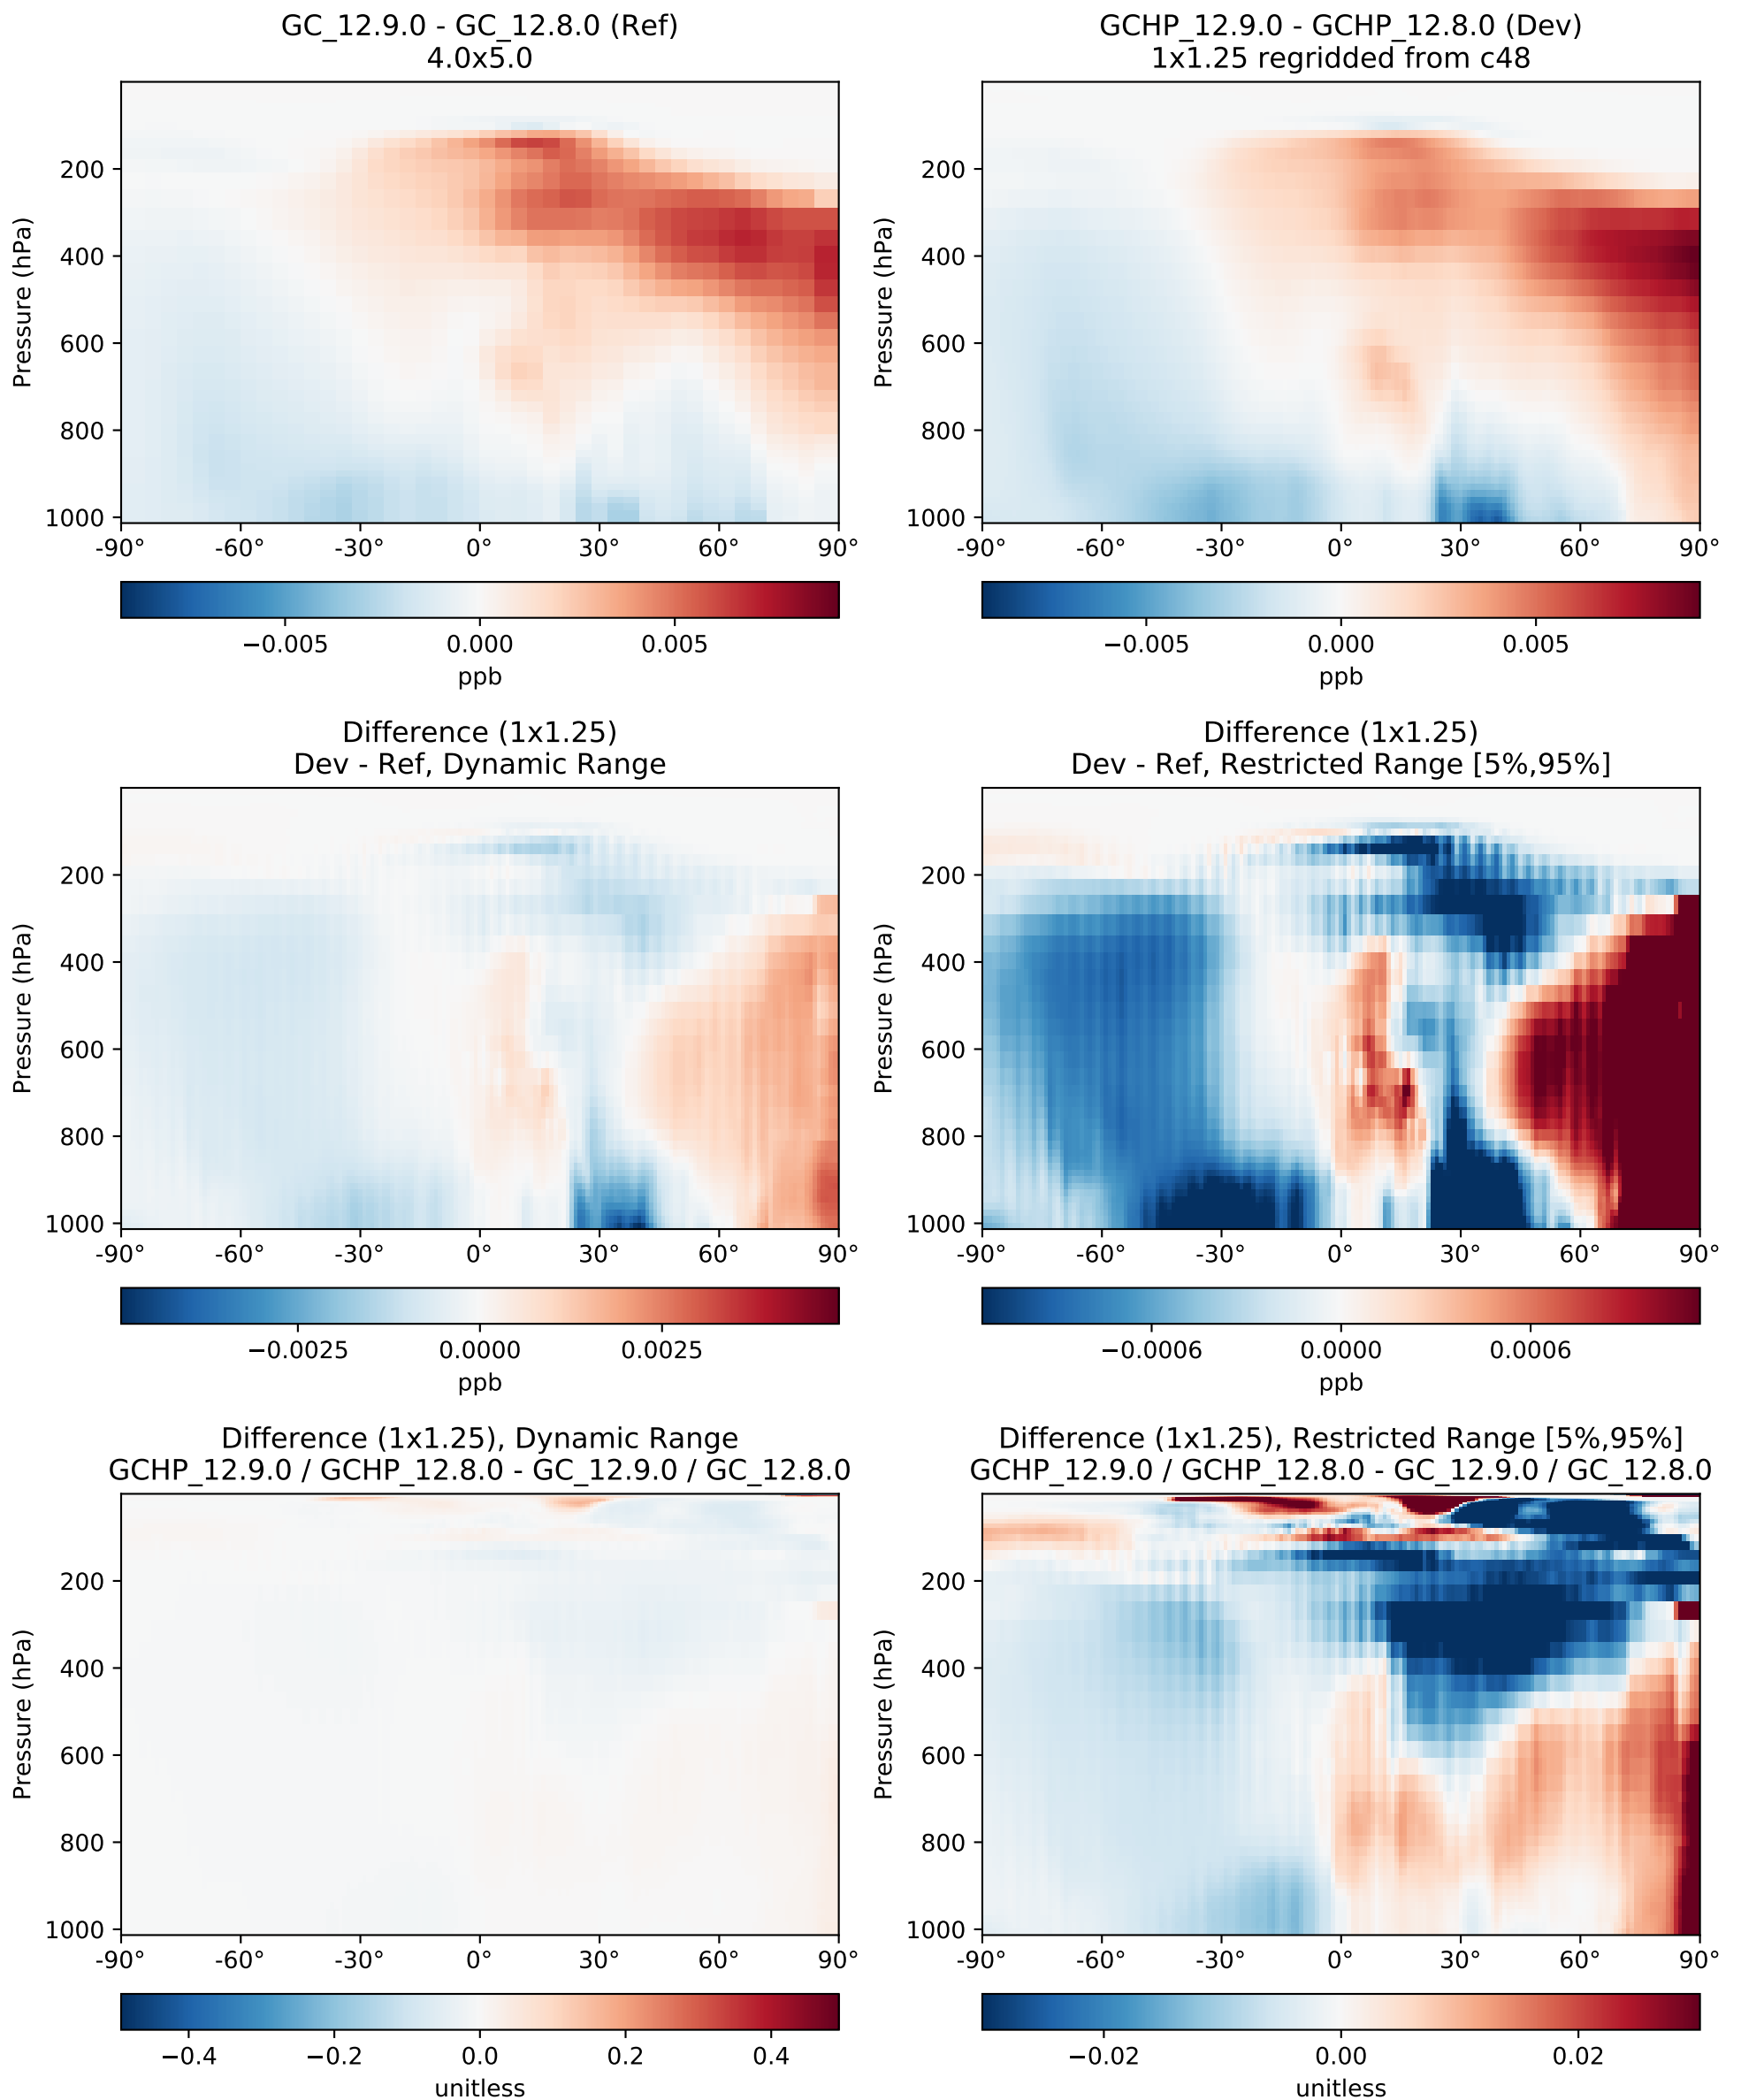 GC_12.9.0 - GC_12.8.0 (Ref)
4.0x5.0
Pressure (hPa)
200
400
600
800
1000
-90° -60° -30° 0° 30° 60° 90°
−0.005 0.000 0.005
ppb
GCHP_12.9.0 - GCHP_12.8.0 (Dev)
1x1.25 regridded from c48
Pressure (hPa)
200
400
600
800
1000
-90° -60° -30° 0° 30° 60° 90°
−0.005 0.000 0.005
ppb
Difference (1x1.25)
Dev - Ref, Dynamic Range
Pressure (hPa)
200
400
600
800
1000
-90° -60° -30° 0° 30° 60° 90°
−0.0025 0.0000 0.0025
ppb
Difference (1x1.25)
Dev - Ref, Restricted Range [5%,95%]
Pressure (hPa)
200
400
600
800
1000
-90° -60° -30° 0° 30° 60° 90°
−0.0006 0.0000 0.0006
ppb
Difference (1x1.25), Dynamic Range
GCHP_12.9.0 / GCHP_12.8.0 - GC_12.9.0 / GC_12.8.0
Pressure (hPa)
200
400
600
800
1000
-90° -60° -30° 0° 30° 60° 90°
−0.4 −0.2 0.0 0.2 0.4
unitless
Difference (1x1.25), Restricted Range [5%,95%]
GCHP_12.9.0 / GCHP_12.8.0 - GC_12.9.0 / GC_12.8.0
Pressure (hPa)
200
400
600
800
1000
-90° -60° -30° 0° 30° 60° 90°
−0.02 0.00 0.02
unitless